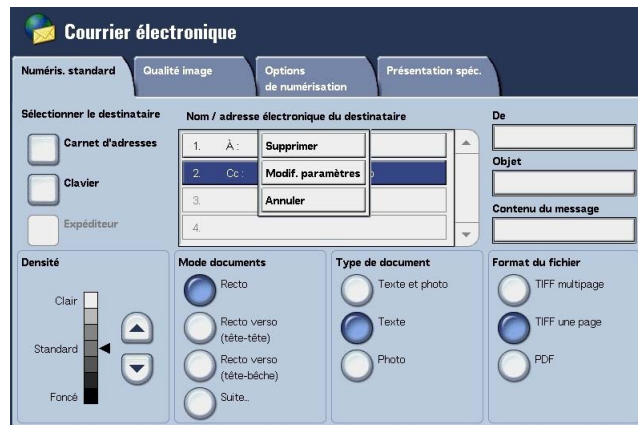 Courrier électronique
Numéris. standard
Qualité image
Options
de numérisation
Présentation spéc.
Sélectionner le destinataire
Carnet d'adresses
Clavier
Expéditeur
Nom / adresse électronique du destinataire
1. À :
2. Cc :
3.
4.
Supprimer
Modif. paramètres
Annuler
De
Objet
Contenu du message
Densité
Clair
Standard
Foncé
Mode documents
Recto
Recto verso
(tête-tête)
Recto verso
(tête-bêche)
Suite...
Type de document
Texte et photo
Texte
Photo
Format du fichier
TIFF multipage
TIFF une page
PDF